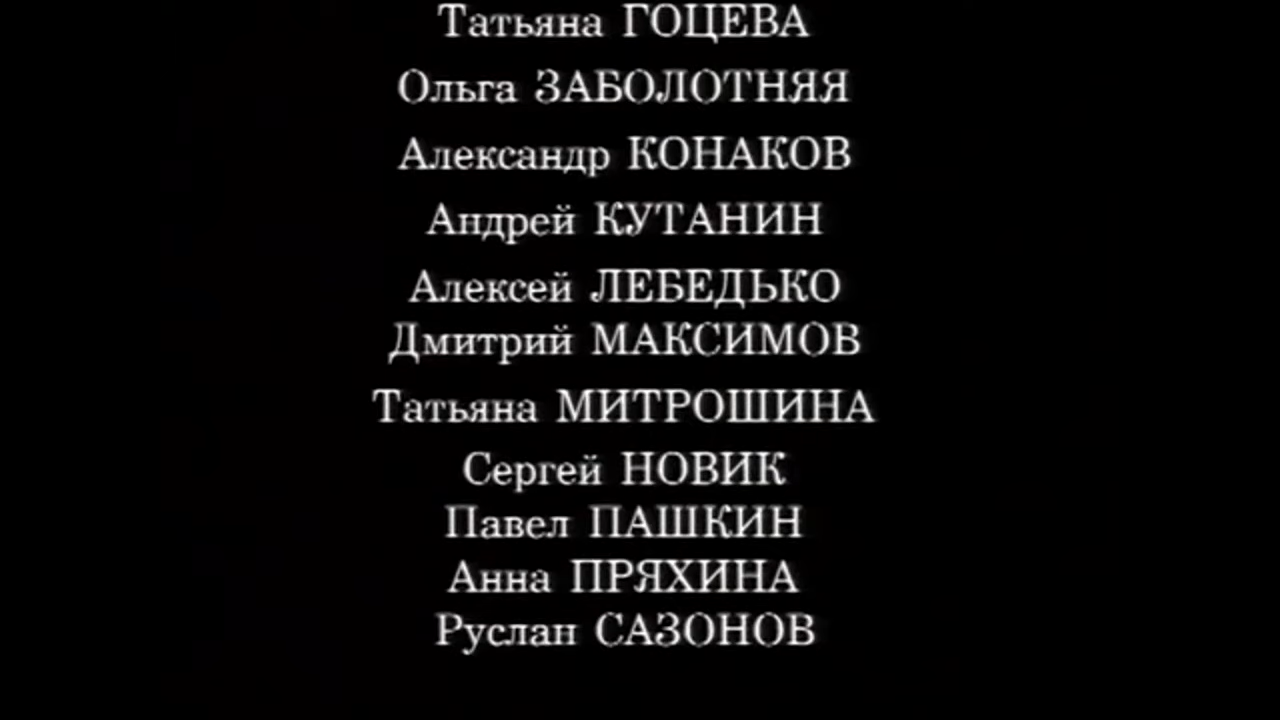 Татьяна ГОЦЕВА
Ольга ЗАБОЛОТНЯЯ
Александр КОНАКОВ
Андрей КУТАНИН
Алексей ЛЕБЕДЬКО
Дмитрий МАКСИМОВ
Татьяна МИТРОШИНА
Сергей НОВИК
Павел ПАШКИН
Анна ПРЯХИНА
Руслан САЗОНОВ